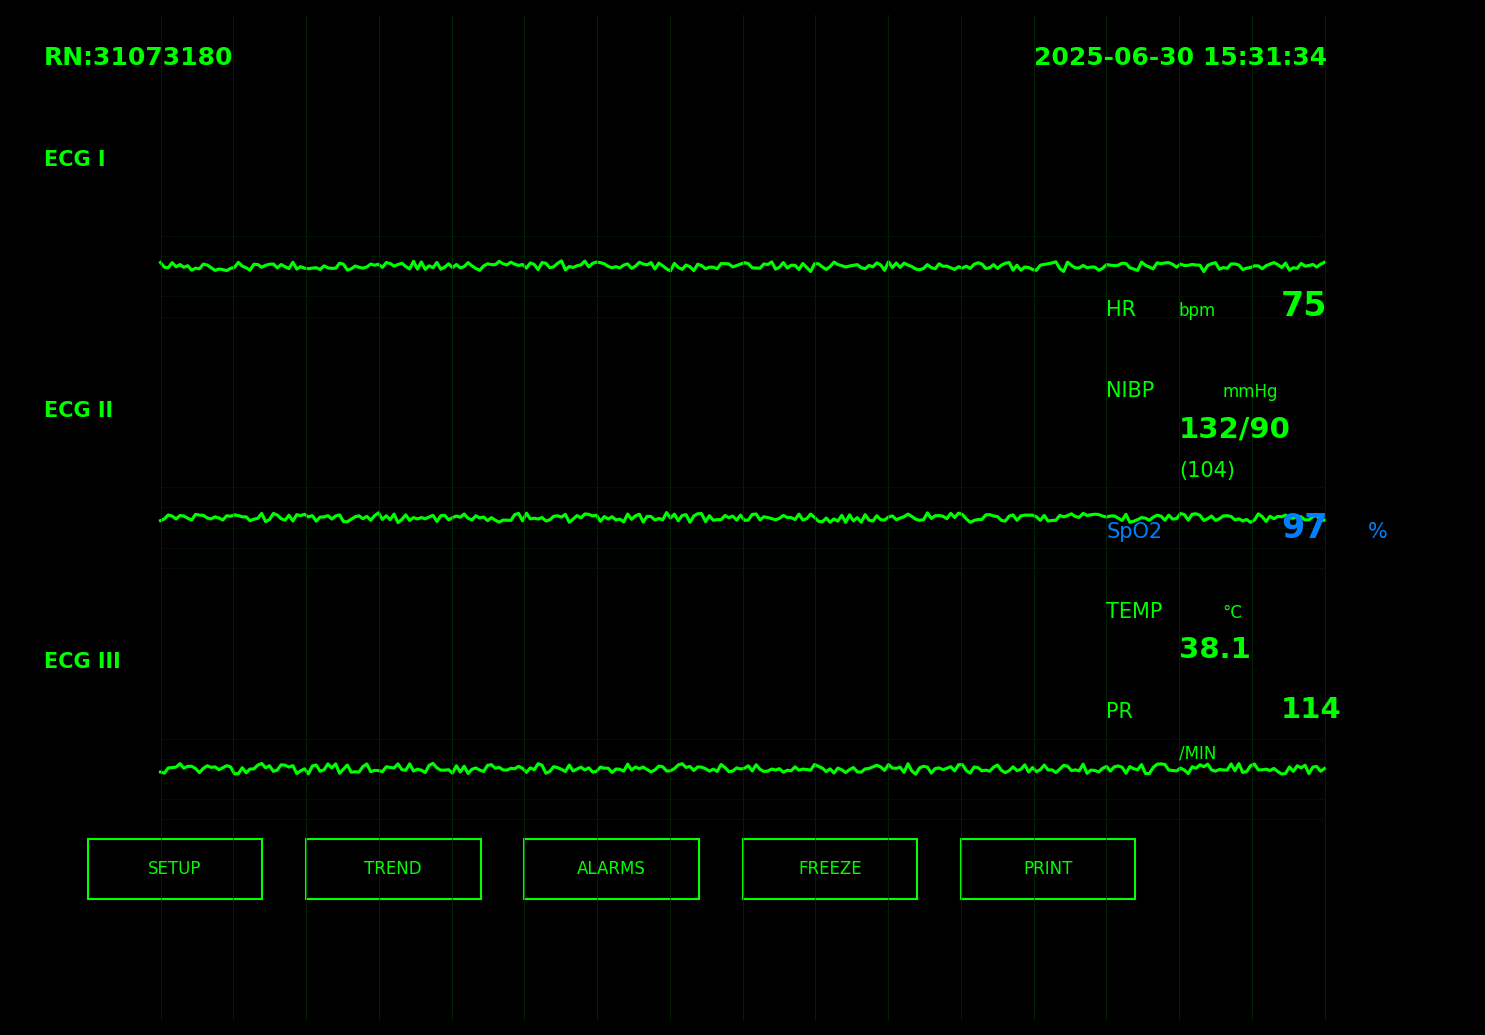 RN:31073180
2025-06-30 15:31:34
ECG I
HR bpm 75
NIBP mmHg
132/90
(104)
ECG II
SpO2 97 %
TEMP °C
38.1
ECG III
PR 114
/MIN
SETUP TREND ALARMS FREEZE PRINT